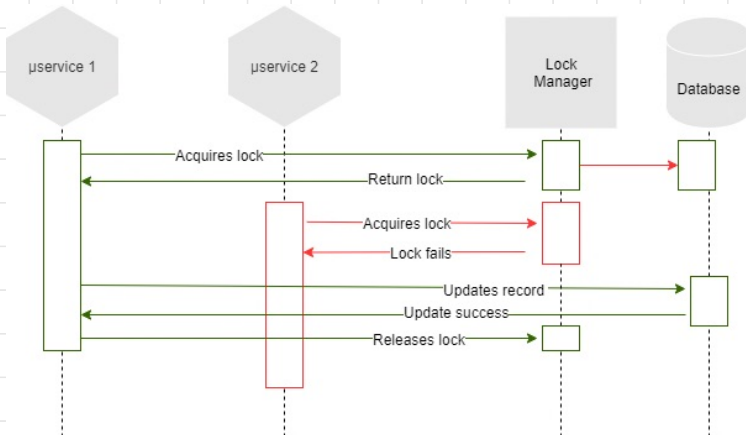 µservice 1
µservice 2
Lock
Manager
Database
Acquires lock
Return lock
Acquires lock
Lock fails
Updates record
Update success
Releases lock